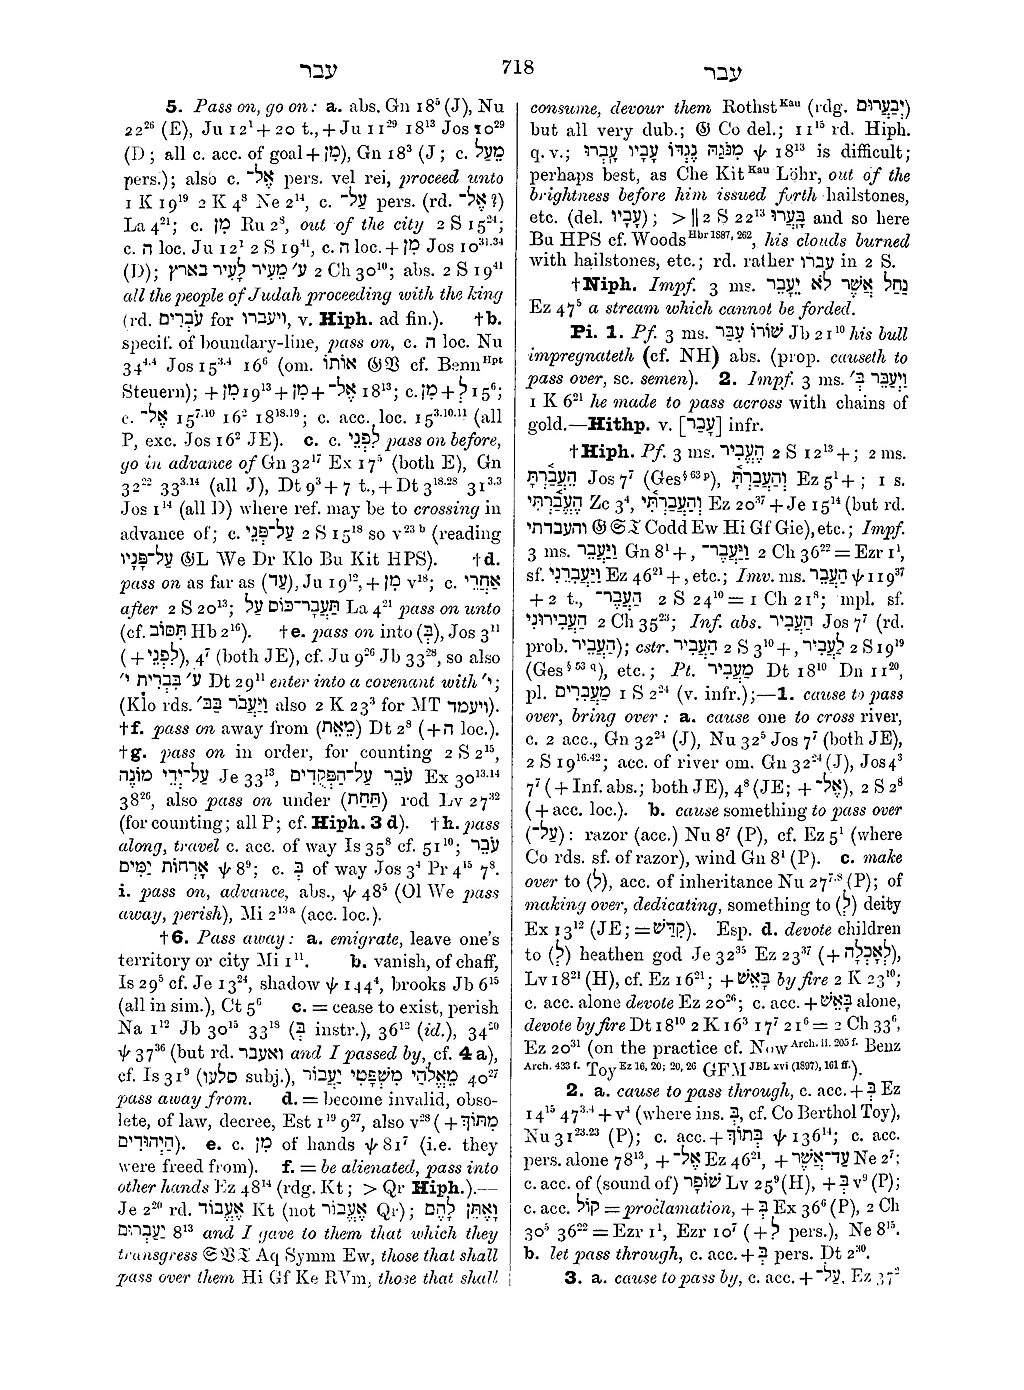 עבר
718
עבר
5. Pass on, go on: a. abs. Gn 18⁵ (J), Nu
22²⁶ (E), Ju 12¹ + 20 t., + Ju 11²⁹ 18¹³ Jos 10²⁹
(D; all c. acc. of goal + מִן), Gn 18³ (J; c. מֵעַל
pers.); also c. אֶל־ pers. vel rei, proceed unto
1 K 19¹⁹ 2 K 4⁸ Ne 2¹⁴, c. עַל־ pers. (rd. אֶל־?)
La 4²¹; c. מִן Ru 2⁸, out of the city 2 S 15²⁴;
c. ה loc. Ju 12¹ 2 S 19⁴¹, c. ה loc. + מִן Jos 10³¹·³⁴
(D); ע׳ מֵעִיר לָעִיר בארץ 2 Ch 30¹⁰; abs. 2 S 19⁴¹
all the people of Judah proceeding with the king
(rd. עֹבְרִים for ויעברו, v. Hiph. ad fin.). †b.
specif. of boundary-line, pass on, c. ה loc. Nu
34⁴·⁴ Jos 15³·⁴ 16⁶ (om. אוֹתוֹ 𝔊𝔙 cf. Benn Hpt
Steuern); + מִן 19¹³ + מִן + אֶל־ 18¹³; c. מִן + לְ 15⁶;
c. אֶל־ 15⁷·¹⁰ 16² 18¹⁸·¹⁹; c. acc. loc. 15³·¹⁰·¹¹ (all
P, exc. Jos 16² JE). c. c. לִפְנֵי pass on before,
go in advance of Gn 32¹⁷ Ex 17⁵ (both E), Gn
32²² 33³·¹⁴ (all J), Dt 9³ + 7 t., + Dt 3¹⁸·²⁸ 31³·³
Jos 1¹⁴ (all D) where ref. may be to crossing in
advance of; c. עַל־פְּנֵי 2 S 15¹⁸ so v²³ᵇ (reading
עַל־פָּנָיו 𝔊L We Dr Klo Bu Kit HPS). †d.
pass on as far as (עַד), Ju 19¹², + מִן v¹⁸; c. אַחֲרֵי
after 2 S 20¹³; תַּעֲבָר־כּוֹס עַל La 4²¹ pass on unto
(cf. תִּסּוֹב Hb 2¹⁶). †e. pass on into (בְּ), Jos 3¹¹
(+ לִפְנֵי), 4⁷ (both JE), cf. Ju 9²⁶ Jb 33²⁸, so also
ע׳ בִּבְרִית י׳ Dt 29¹¹ enter into a covenant with י׳;
(Klo rds. וַיַּעֲבֹר בַּבּ׳ also 2 K 23³ for MT ויעמד).
†f. pass on away from (מֵאֵת) Dt 2⁸ (+ ה loc.).
†g. pass on in order, for counting 2 S 2¹⁵,
עַל־יְדֵי מוֹנֶה Je 33¹³, עֹבֵר עַל־הַפְּקֻדִים Ex 30¹³·¹⁴
38²⁶, also pass on under (תַּחַת) rod Lv 27³²
(for counting; all P; cf. Hiph. 3 d). †h. pass
along, travel c. acc. of way Is 35⁸ cf. 51¹⁰; עֹבֵר
אָרְחוֹת יַמִּים ψ 8⁹; c. בְּ of way Jos 3⁴ Pr 4¹⁵ 7⁸.
i. pass on, advance, abs., ψ 48⁵ (Ol We pass
away, perish), Mi 2¹³ᵃ (acc. loc.).
†6. Pass away: a. emigrate, leave one's
territory or city Mi 1¹¹. b. vanish, of chaff,
Is 29⁵ cf. Je 13²⁴, shadow ψ 144⁴, brooks Jb 6¹⁵
(all in sim.), Ct 5⁶ c. = cease to exist, perish
Na 1¹² Jb 30¹⁵ 33¹⁸ (בְּ instr.), 36¹² (id.), 34²⁰
ψ 37³⁶ (but rd. ואעבר and I passed by, cf. 4 a),
cf. Is 31⁹ (סלעו subj.), מֵאֱלֹהַי מִשְׁפָּטִי יַעֲבוֹר 40²⁷
pass away from. d. = become invalid, obso-
lete, of law, decree, Est 1¹⁹ 9²⁷, also v²⁸ (+ מִתּוֹךְ
הַיְּהוּדִים). e. c. מִן of hands ψ 81⁷ (i.e. they
were freed from). f. = be alienated, pass into
other hands Ez 48¹⁴ (rdg. Kt; > Qr Hiph.).—
Je 2²⁰ rd. אֶעֱבוֹד Kt (not אֶעֱבוֹר Qr); וָאֶתֵּן לָהֶם
יַעַבְרוּם 8¹³ and I gave to them that which they
transgress 𝔖𝔙𝔗 Aq Symm Ew, those that shall
pass over them Hi Gf Ke RVm, those that shall
consume, devour them Rothst Kau (rdg. יְבַעֲרוּם)
but all very dub.; 𝔊 Co del.; 11¹⁵ rd. Hiph.
q.v.; מִנֹּגַהּ נֶגְדּוֹ עָבָיו עָבְרוּ ψ 18¹³ is difficult;
perhaps best, as Che Kit Kau Löhr, out of the
brightness before him issued forth hailstones,
etc. (del. עָבָיו); > ‖ 2 S 22¹³ בָּעֲרוּ and so here
Bu HPS cf. Woods Hbr 1887, 262, his clouds burned
with hailstones, etc.; rd. rather עברו in 2 S.
†Niph. Impf. 3 ms. נַחַל אֲשֶׁר לֹא יֵעָבֵר
Ez 47⁵ a stream which cannot be forded.
Pi. 1. Pf. 3 ms. שׁוֹרוֹ עִבַּר Jb 21¹⁰ his bull
impregnateth (cf. NH) abs. (prop. causeth to
pass over, sc. semen). 2. Impf. 3 ms. וַיְעַבֵּר בְּ׳
1 K 6²¹ he made to pass across with chains of
gold.—Hithp. v. [עָבַר] infr.
†Hiph. Pf. 3 ms. הֶעֱבִיר 2 S 12¹³ +; 2 ms.
הַעֲבַרְתָּ Jos 7⁷ (Ges § 63 p), וְהַעֲבַרְתָּ Ez 5¹ +; 1 s.
הֶעֱבַרְתִּי Zc 3⁴, וְהַעֲבַרְתִּי Ez 20³⁷ + Je 15¹⁴ (but rd.
והעבדתי 𝔊 𝔖 𝔗 Codd Ew Hi Gf Gie), etc.; Impf.
3 ms. וַיַּעֲבֵר Gn 8¹ +, וַיַּעֲבֶר־ 2 Ch 36²² = Ezr 1¹,
sf. וַיַּעֲבִרֵנִי Ez 46²¹ +, etc.; Imv. ms. הַעֲבֵר ψ 119³⁷
+ 2 t., הַעֲבֶר־ 2 S 24¹⁰ = 1 Ch 21⁸; mpl. sf.
הַעֲבִירוּנִי 2 Ch 35²³; Inf. abs. הַעֲבִיר Jos 7⁷ (rd.
prob. הַעֲבֵיר); cstr. הַעֲבִיר 2 S 3¹⁰ +, לַעֲבִיר 2 S 19¹⁹
(Ges § 53 q), etc.; Pt. מַעֲבִיר Dt 18¹⁰ Dn 11²⁰,
pl. מַעֲבִרִים 1 S 2²⁴ (v. infr.);—1. cause to pass
over, bring over: a. cause one to cross river,
c. 2 acc., Gn 32²⁴ (J), Nu 32⁵ Jos 7⁷ (both JE),
2 S 19¹⁶·⁴²; acc. of river om. Gn 32²⁴ (J), Jos 4³
7⁷ (+ Inf. abs.; both JE), 4⁸ (JE; + אֶל־), 2 S 2⁸
(+ acc. loc.). b. cause something to pass over
(עַל־): razor (acc.) Nu 8⁷ (P), cf. Ez 5¹ (where
Co rds. sf. of razor), wind Gn 8¹ (P). c. make
over to (לְ), acc. of inheritance Nu 27⁷·⁸ (P); of
making over, dedicating, something to (לְ) deity
Ex 13¹² (JE; = קִדֵּשׁ). Esp. d. devote children
to (לְ) heathen god Je 32³⁵ Ez 23³⁷ (+ לְאָכְלָה),
Lv 18²¹ (H), cf. Ez 16²¹; + בָּאֵשׁ by fire 2 K 23¹⁰;
c. acc. alone devote Ez 20²⁶; c. acc. + בָּאֵשׁ alone,
devote by fire Dt 18¹⁰ 2 K 16³ 17¹⁷ 21⁶ = 2 Ch 33⁶,
Ez 20³¹ (on the practice cf. Now Arch. ii. 205 f. Benz
Arch. 433 f. Toy Ez 16, 20; 20, 26 GFM JBL xvi (1897), 161 ff.).
2. a. cause to pass through, c. acc. + בְּ Ez
14¹⁵ 47³·⁴ + v⁴ (where ins. בְּ, cf. Co Berthol Toy),
Nu 31²³·²³ (P); c. acc. + בְּתוֹךְ ψ 136¹⁴; c. acc.
pers. alone 78¹³, + אֶל־ Ez 46²¹, + עַד־אֲשֶׁר Ne 2⁷;
c. acc. of (sound of) שׁוֹפָר Lv 25⁹ (H), + בְּ v⁹ (P);
c. acc. קוֹל = proclamation, + בְּ Ex 36⁶ (P), 2 Ch
30⁵ 36²² = Ezr 1¹, Ezr 10⁷ (+ לְ pers.), Ne 8¹⁵.
b. let pass through, c. acc. + בְּ pers. Dt 2³⁰.
3. a. cause to pass by, c. acc. + עַל־, Ez 37²